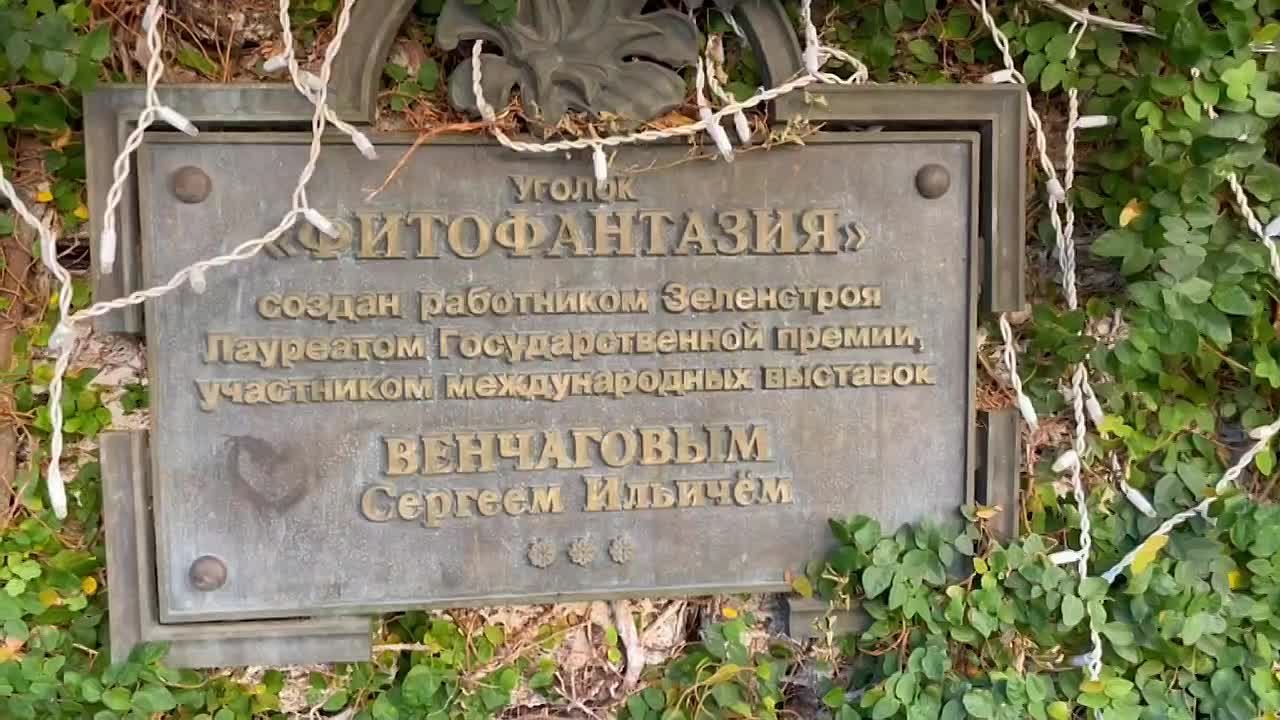 Уголок
«ФИТОФАНТАЗИЯ»
создан работником Зеленстроя
Лауреатом Государственной премии,
участником международных выставок
ВЕНЧАГОВЫМ
Сергеем Ильичём